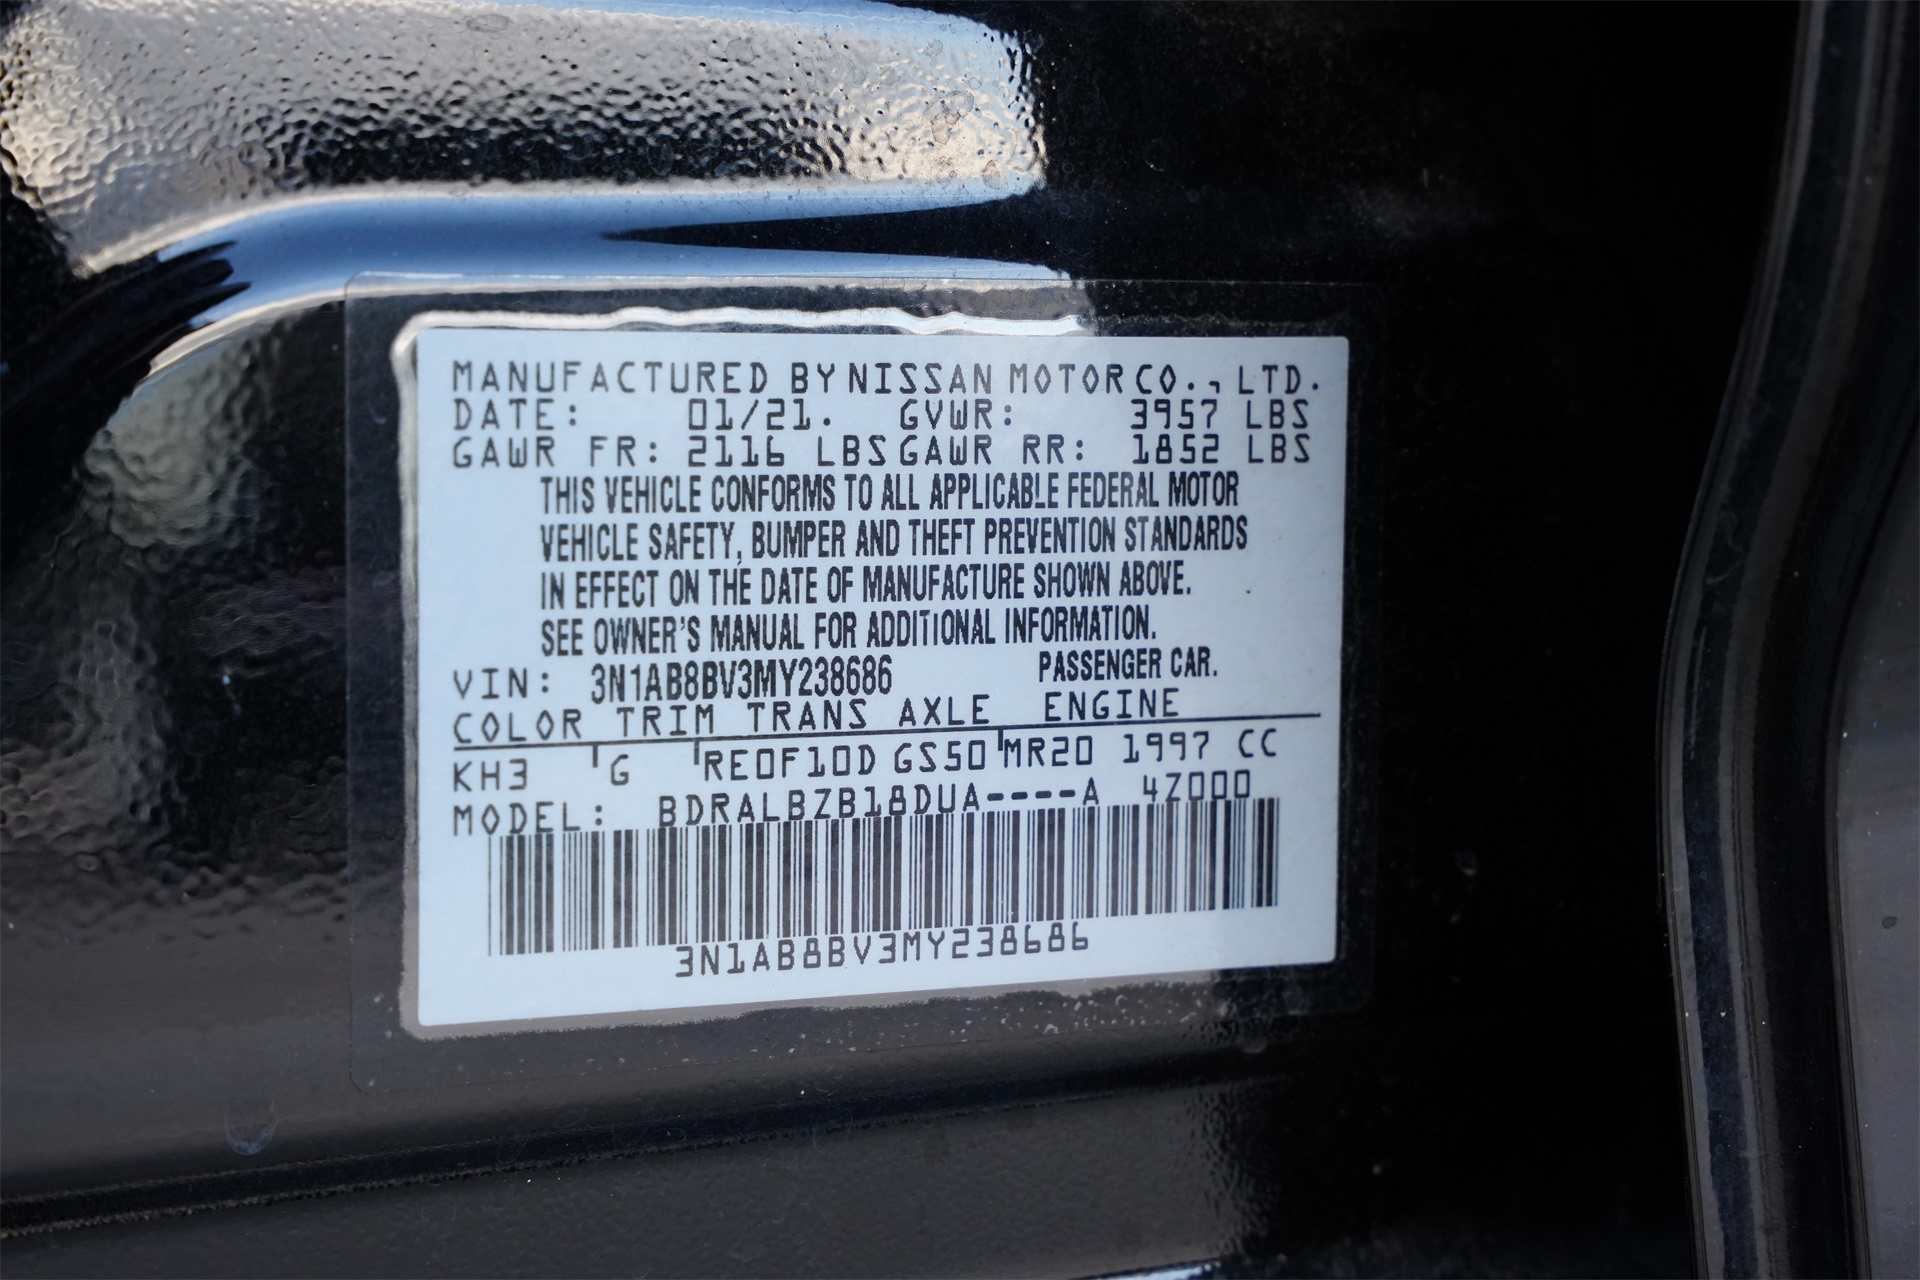 MANUFACTURED BY NISSAN MOTOR CO., LTD.
DATE: 01/21. GVWR: 3957 LBS
GAWR FR: 2116 LBS GAWR RR: 1852 LBS
THIS VEHICLE CONFORMS TO ALL APPLICABLE FEDERAL MOTOR
VEHICLE SAFETY, BUMPER AND THEFT PREVENTION STANDARDS
IN EFFECT ON THE DATE OF MANUFACTURE SHOWN ABOVE.
SEE OWNER'S MANUAL FOR ADDITIONAL INFORMATION.
VIN: 3N1AB8BV3MY238686 PASSENGER CAR.
COLOR TRIM TRANS AXLE ENGINE
KH3 G RE0F10D GS50 MR20 1997 CC
MODEL: BDRALBZB18DUA----A 4Z000
3N1AB8BV3MY238686